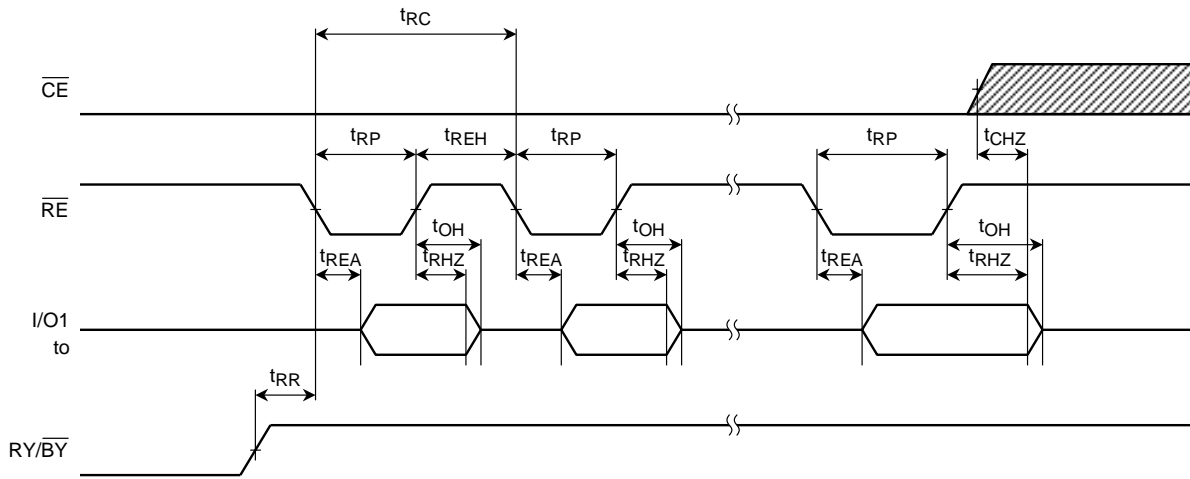 tRC
CE
tRP tREH tRP tRP tCHZ
RE
tOH tOH tOH
tREA tRHZ tREA tRHZ tREA tRHZ
I/O1
to
tRR
RY/BY